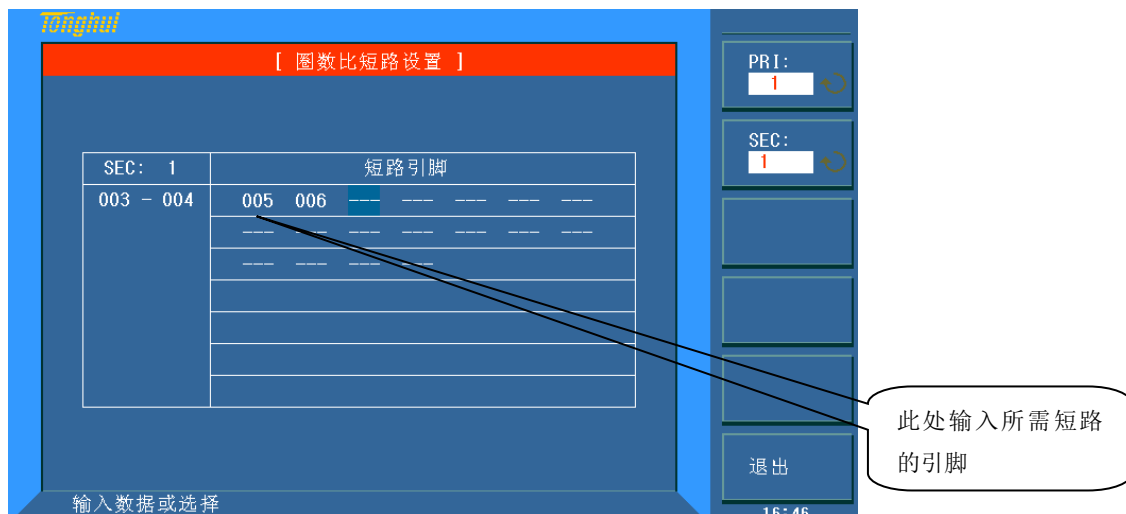 Tonghui
[ 圈数比短路设置 ]
PRI:
1
SEC:
1
SEC: 1 短路引脚
003 - 004 005 006 --- --- --- --- ---
--- --- --- --- --- --- ---
--- --- --- ---
此处输入所需短路
的引脚
退出
输入数据或选择
16:46